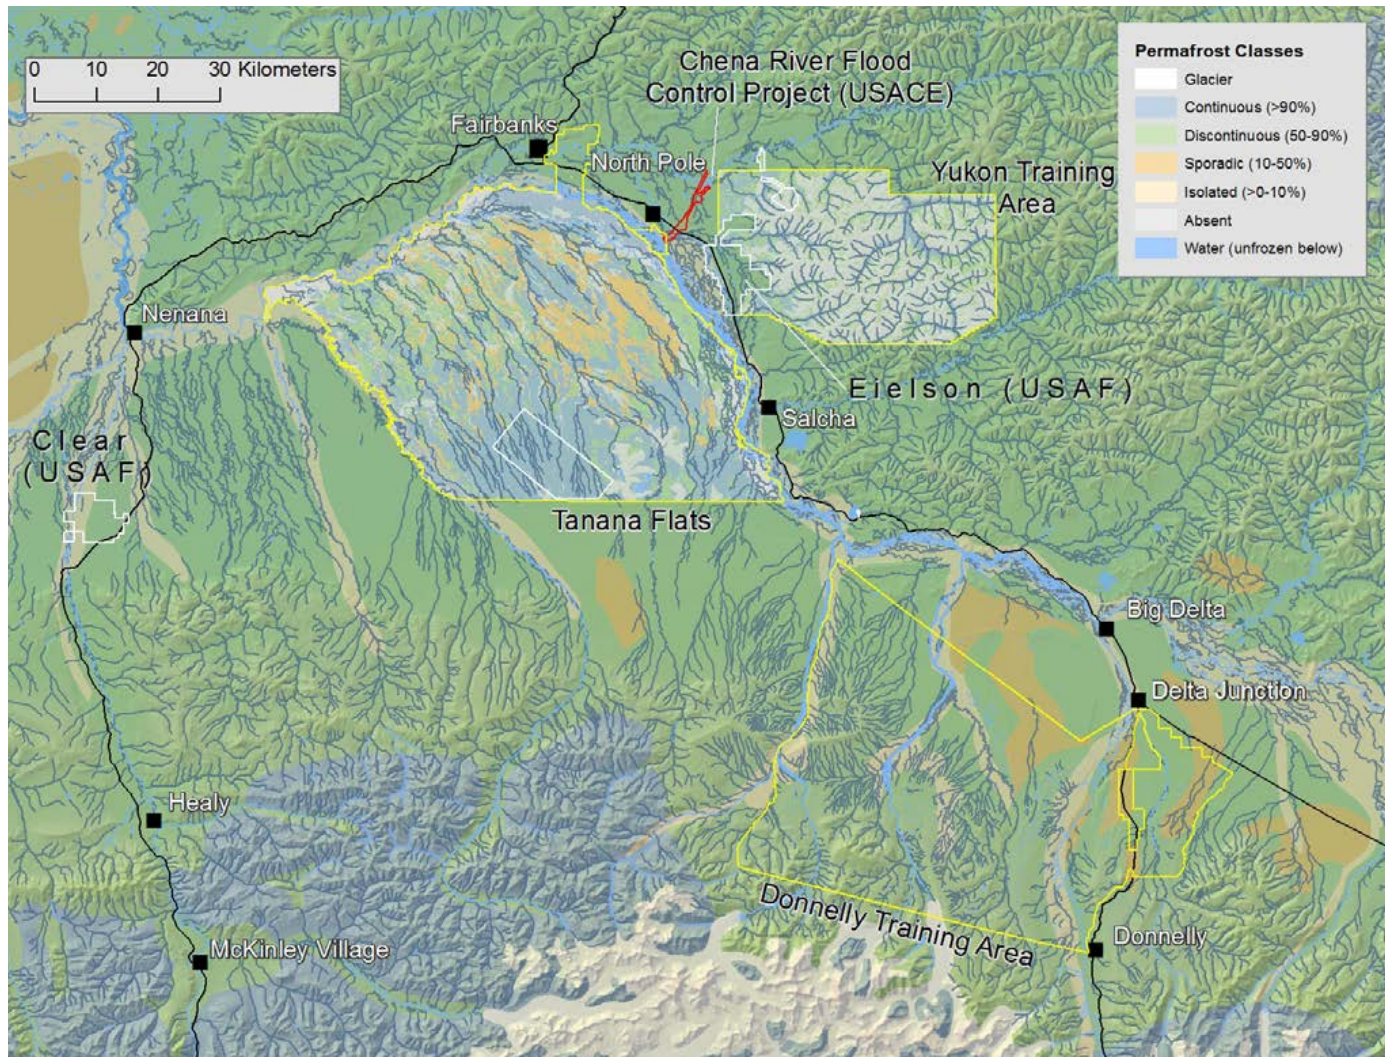 0 10 20 30 Kilometers
Chena River Flood
Control Project (USACE)
Permafrost Classes
Glacier
Continuous (>90%)
Discontinuous (50-90%)
Sporadic (10-50%)
Isolated (>0-10%)
Absent
Water (unfrozen below)
Fairbanks
North Pole
Yukon Training
Area
Nenana
Eielson (USAF)
Salcha
Clear
(USAF)
Tanana Flats
Big Delta
Delta Junction
Healy
Donnelly Training Area
McKinley Village
Donnelly